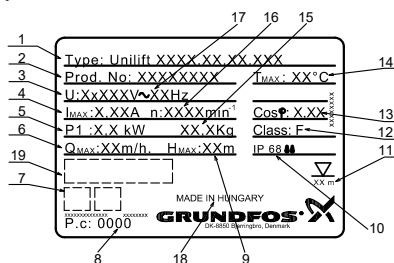 17 16 15
1 Type: Unilift XXXX.XX.XX.XXX
2 Prod. No: XXXXXXXX TMAX: XX°C 14
3 U:XxXXXV~XXHz
4 IMAX:X.XXA n:XXXXmin-1 Cosφ: X.XX 13
XXXXXXXX
5 P1 :X.X kW XX.XKg Class: F 12
6 QMAX:XXm/h. HMAX:XXm IP 68 11
19
XX m
7
MADE IN HUNGARY 10
XXXXXXXXXXXXXX XXXXXXXX
GRUNDFOS
P.c: 0000 DK-8850 Bjerringbro, Denmark
8 18 9